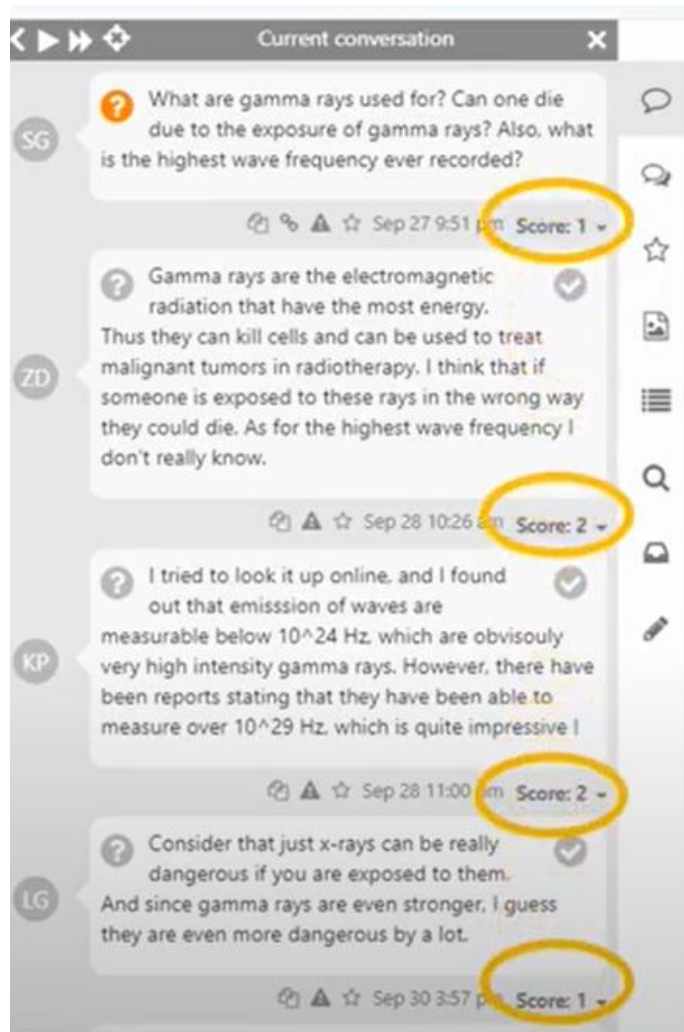 Current conversation
SG
What are gamma rays used for? Can one die
due to the exposure of gamma rays? Also, what
is the highest wave frequency ever recorded?
Sep 27 9:51 pm Score: 1
ZD
Gamma rays are the electromagnetic
radiation that have the most energy.
Thus they can kill cells and can be used to treat
malignant tumors in radiotherapy. I think that if
someone is exposed to these rays in the wrong way
they could die. As for the highest wave frequency I
don't really know.
Sep 28 10:26 am Score: 2
KP
I tried to look it up online, and I found
out that emisssion of waves are
measurable below 10^24 Hz, which are obvisouly
very high intensity gamma rays. However, there have
been reports stating that they have been able to
measure over 10^29 Hz, which is quite impressive !
Sep 28 11:00 pm Score: 2
LG
Consider that just x-rays can be really
dangerous if you are exposed to them.
And since gamma rays are even stronger, I guess
they are even more dangerous by a lot.
Sep 30 3:57 pm Score: 1